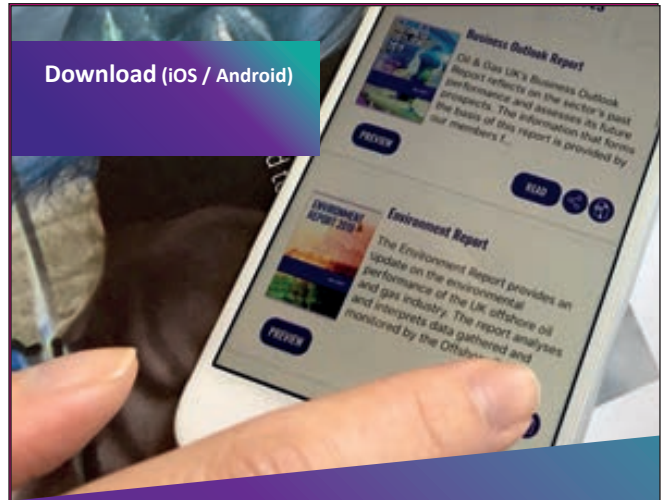 Download (iOS / Android)
Business Outlook Report
Oil & Gas UK's Business Outlook
Report reflects on the sector's past
performance and assesses its future
prospects. The information that forms
the basis of this report is provided by
our members f...
PREVIEW
READ
ENVIRONMENT
REPORT 2019
Environment Report
The Environment Report provides an
update on the environmental
performance of the UK offshore oil
and gas industry. The report analyses
and interprets data gathered and
monitored by the Offshore
PREVIEW